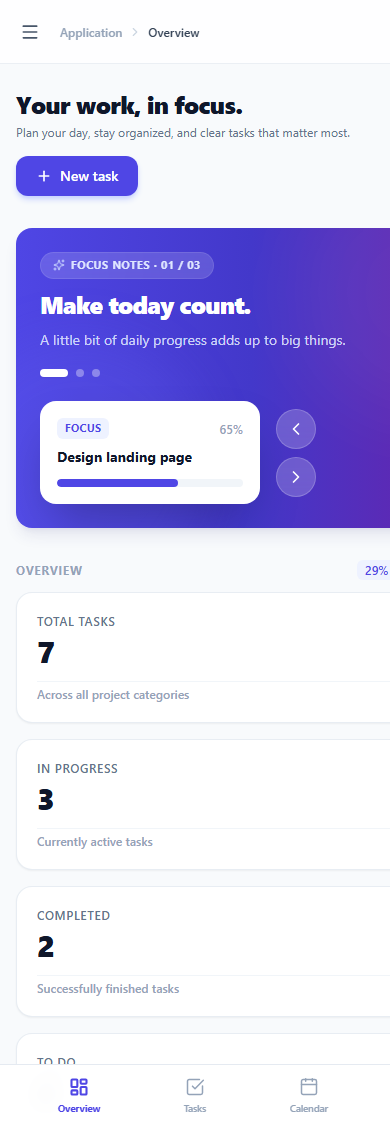 Application > Overview
Your work, in focus.
Plan your day, stay organized, and clear tasks that matter most.
+ New task
FOCUS NOTES · 01 / 03
Make today count.
A little bit of daily progress adds up to big things.
FOCUS 65%
Design landing page
OVERVIEW 29%
TOTAL TASKS
7
Across all project categories
IN PROGRESS
3
Currently active tasks
COMPLETED
2
Successfully finished tasks
TO DO
Overview Tasks Calendar